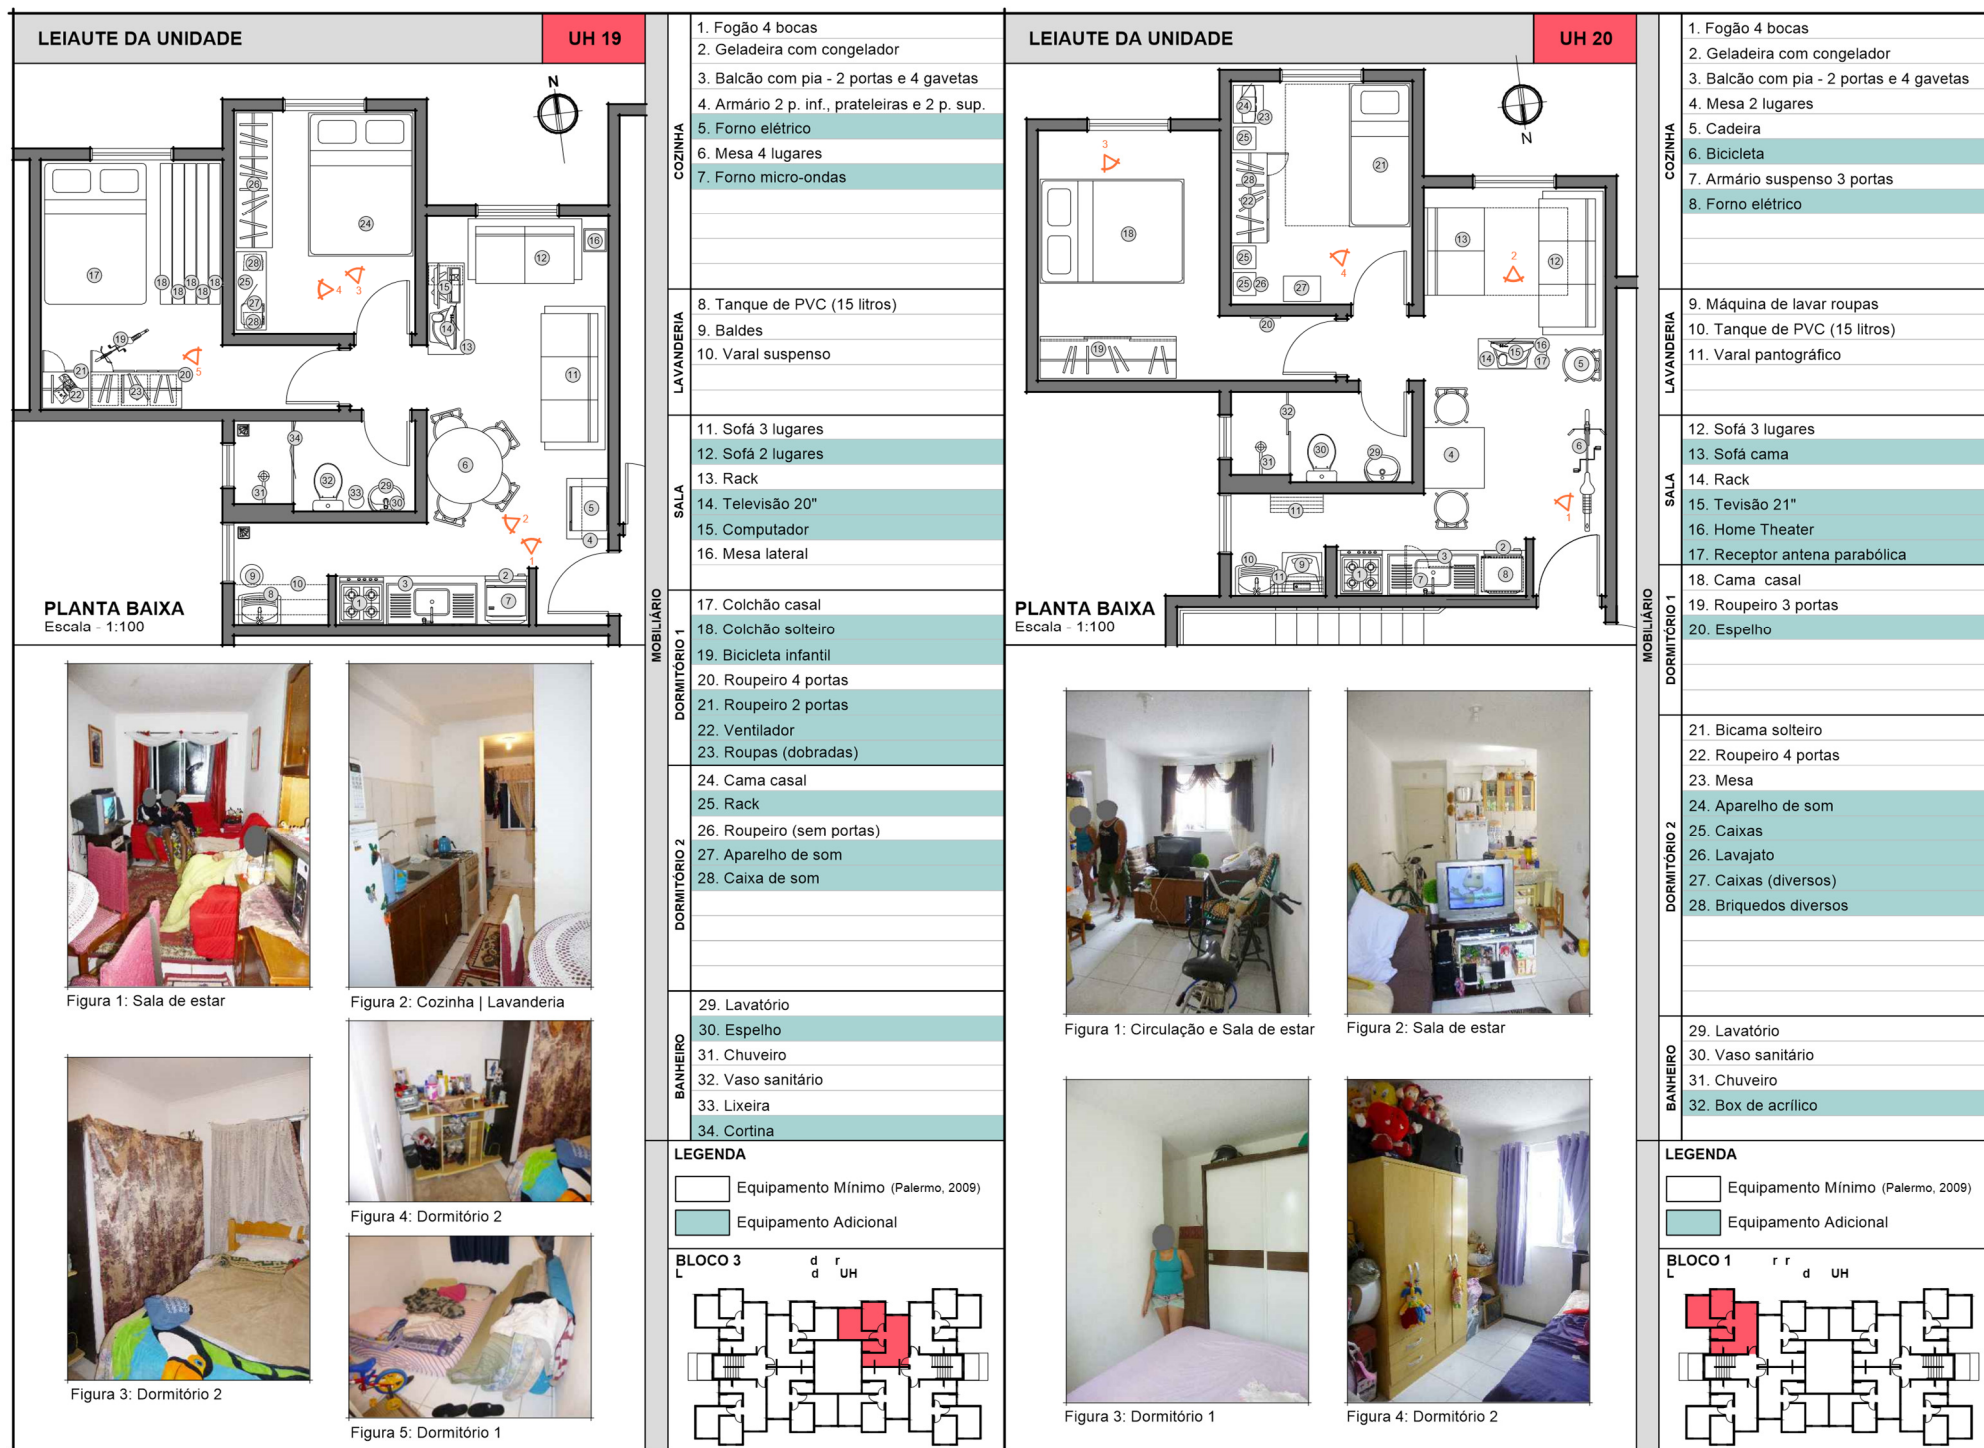 LEIAUTE DA UNIDADE
UH 19
N
PLANTA BAIXA
Escala - 1:100
MOBILIÁRIO
COZINHA
1. Fogão 4 bocas
2. Geladeira com congelador
3. Balcão com pia - 2 portas e 4 gavetas
4. Armário 2 p. inf., prateleiras e 2 p. sup.
5. Forno elétrico
6. Mesa 4 lugares
7. Forno micro-ondas
LAVANDERIA
8. Tanque de PVC (15 litros)
9. Baldes
10. Varal suspenso
SALA
11. Sofá 3 lugares
12. Sofá 2 lugares
13. Rack
14. Televisão 20"
15. Computador
16. Mesa lateral
DORMITÓRIO 1
17. Colchão casal
18. Colchão solteiro
19. Bicicleta infantil
20. Roupeiro 4 portas
21. Roupeiro 2 portas
22. Ventilador
23. Roupas (dobradas)
DORMITÓRIO 2
24. Cama casal
25. Rack
26. Roupeiro (sem portas)
27. Aparelho de som
28. Caixa de som
BANHEIRO
29. Lavatório
30. Espelho
31. Chuveiro
32. Vaso sanitário
33. Lixeira
34. Cortina
LEGENDA
Equipamento Mínimo (Palermo, 2009)
Equipamento Adicional
BLOCO 3
d r
L d UH
Figura 1: Sala de estar
Figura 2: Cozinha | Lavanderia
Figura 3: Dormitório 2
Figura 4: Dormitório 2
Figura 5: Dormitório 1
LEIAUTE DA UNIDADE
UH 20
N
PLANTA BAIXA
Escala - 1:100
MOBILIÁRIO
COZINHA
1. Fogão 4 bocas
2. Geladeira com congelador
3. Balcão com pia - 2 portas e 4 gavetas
4. Mesa 2 lugares
5. Cadeira
6. Bicicleta
7. Armário suspenso 3 portas
8. Forno elétrico
LAVANDERIA
9. Máquina de lavar roupas
10. Tanque de PVC (15 litros)
11. Varal pantográfico
SALA
12. Sofá 3 lugares
13. Sofá cama
14. Rack
15. Tevisão 21"
16. Home Theater
17. Receptor antena parabólica
DORMITÓRIO 1
18. Cama casal
19. Roupeiro 3 portas
20. Espelho
DORMITÓRIO 2
21. Bicama solteiro
22. Roupeiro 4 portas
23. Mesa
24. Aparelho de som
25. Caixas
26. Lavajato
27. Caixas (diversos)
28. Briquedos diversos
BANHEIRO
29. Lavatório
30. Vaso sanitário
31. Chuveiro
32. Box de acrílico
LEGENDA
Equipamento Mínimo (Palermo, 2009)
Equipamento Adicional
BLOCO 1
r r
L d UH
Figura 1: Circulação e Sala de estar
Figura 2: Sala de estar
Figura 3: Dormitório 1
Figura 4: Dormitório 2